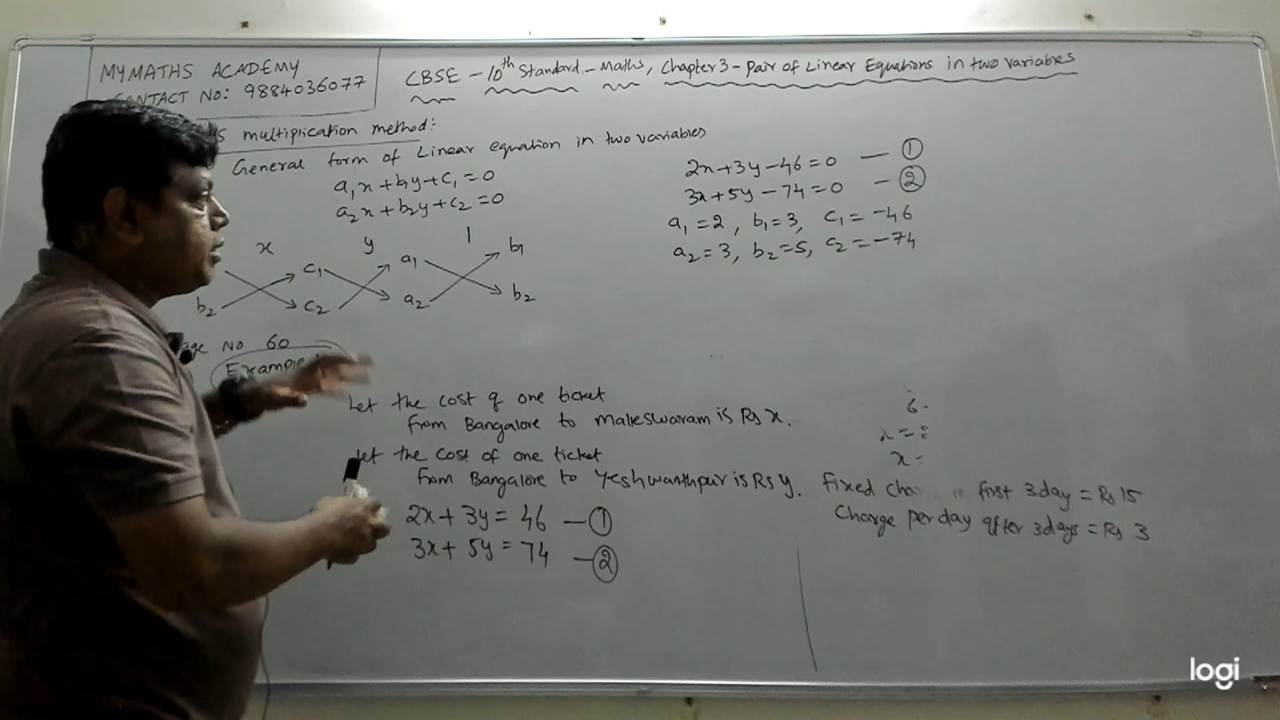 MYMATHS ACADEMY
CONTACT NO: 9884036077
CBSE - 10th Standard - Maths, Chapter 3 - Pair of Linear Equations in two variables
multiplication method:
General form of Linear equation in two variables
a₁x + b₁y + c₁ = 0
a₂x + b₂y + c₂ = 0
x y 1
c₁ a₁ b₁
b₂ c₂ a₂ b₂
No 60
Example
2x + 3y - 46 = 0 — ①
3x + 5y - 74 = 0 — ②
a₁ = 2, b₁ = 3, c₁ = -46
a₂ = 3, b₂ = 5, c₂ = -74
Let the cost of one ticket
from Bangalore to Malleswaram is Rs x.
Let the cost of one ticket
from Bangalore to Yeshwanthpur is Rs y.
2x + 3y = 46 — ①
3x + 5y = 74 — ②
x =
x
Fixed first 3 day = Rs 15
Charge per day after 3 days = Rs 3
logi